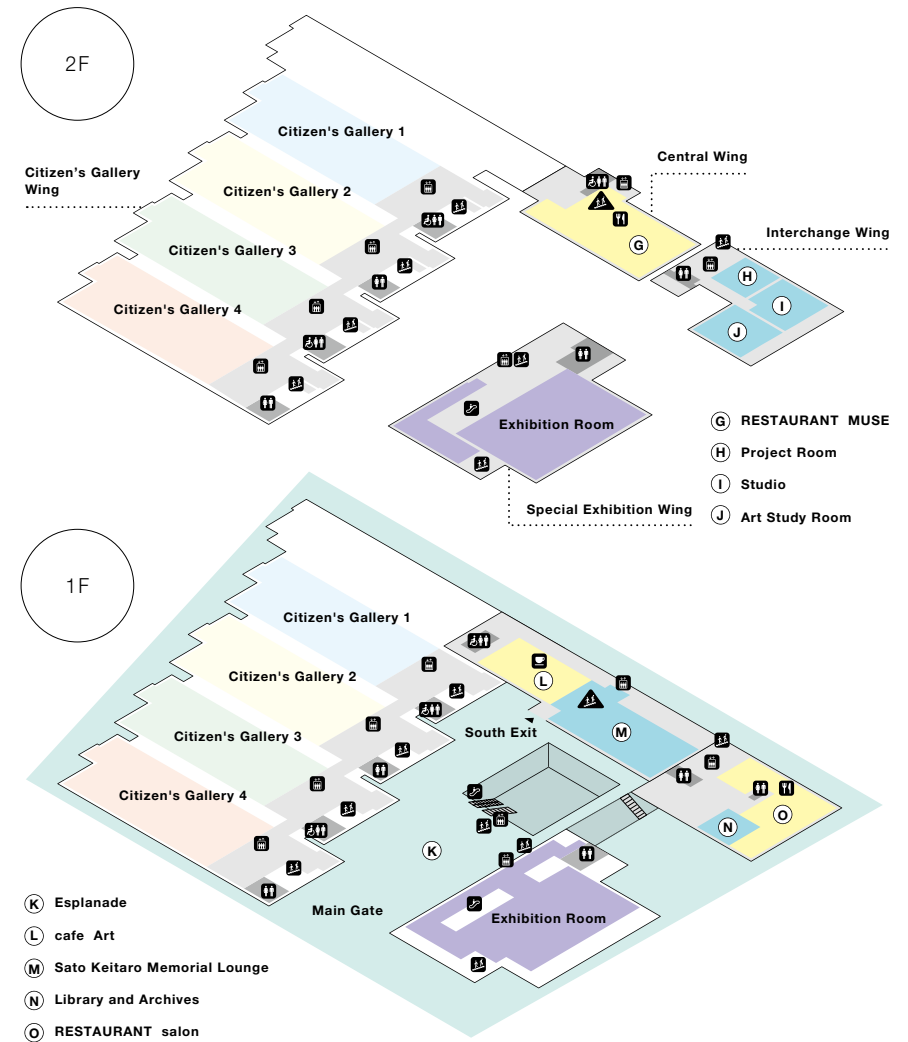 2F
Citizen's Gallery 1
Central Wing
Citizen's Gallery
Wing
Citizen's Gallery 2
Interchange Wing
Citizen's Gallery 3
G
H
Citizen's Gallery 4
I
J
Exhibition Room
G RESTAURANT MUSE
H Project Room
I Studio
Special Exhibition Wing
J Art Study Room
1F
Citizen's Gallery 1
Citizen's Gallery 2
L
South Exit
M
Citizen's Gallery 3
Citizen's Gallery 4
O
N
K
K Esplanade
Main Gate
Exhibition Room
L cafe Art
M Sato Keitaro Memorial Lounge
N Library and Archives
O RESTAURANT salon